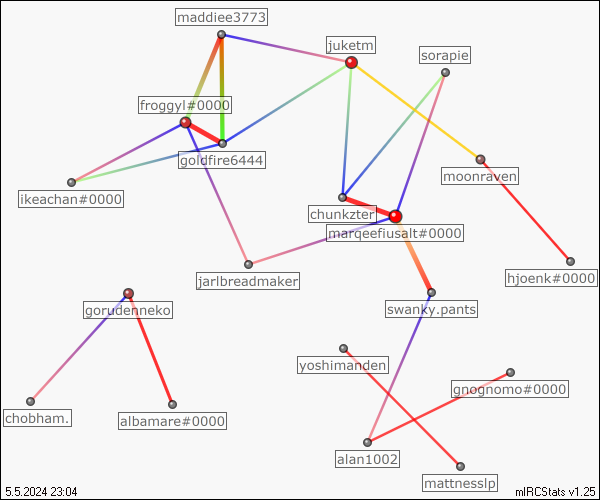 maddiee3773
juketm
sorapie
froggyl#0000
goldfire6444
moonraven
ikeachan#0000
chunkzter
marqeefiusalt#0000
jarlbreadmaker
hjoenk#0000
gorudenneko
swanky.pants
yoshimanden
gnognomo#0000
chobham.
albamare#0000
alan1002
mattnesslp
5.5.2024 23:04
mIRCStats v1.25